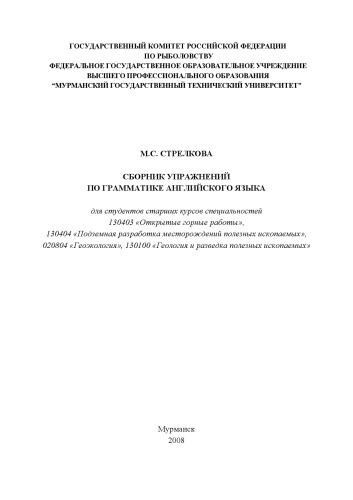 ГОСУДАРСТВЕННЫЙ КОМИТЕТ РОССИЙСКОЙ ФЕДЕРАЦИИ
ПО РЫБОЛОВСТВУ
ФЕДЕРАЛЬНОЕ ГОСУДАРСТВЕННОЕ ОБРАЗОВАТЕЛЬНОЕ УЧРЕЖДЕНИЕ
ВЫСШЕГО ПРОФЕССИОНАЛЬНОГО ОБРАЗОВАНИЯ
“МУРМАНСКИЙ ГОСУДАРСТВЕННЫЙ ТЕХНИЧЕСКИЙ УНИВЕРСИТЕТ”
М.С. СТРЕЛКОВА
СБОРНИК УПРАЖНЕНИЙ
ПО ГРАММАТИКЕ АНГЛИЙСКОГО ЯЗЫКА
для студентов старших курсов специальностей
130403 «Открытые горные работы»,
130404 «Подземная разработка месторождений полезных ископаемых»,
020804 «Геоэкология», 130100 «Геология и разведка полезных ископаемых»
Мурманск
2008